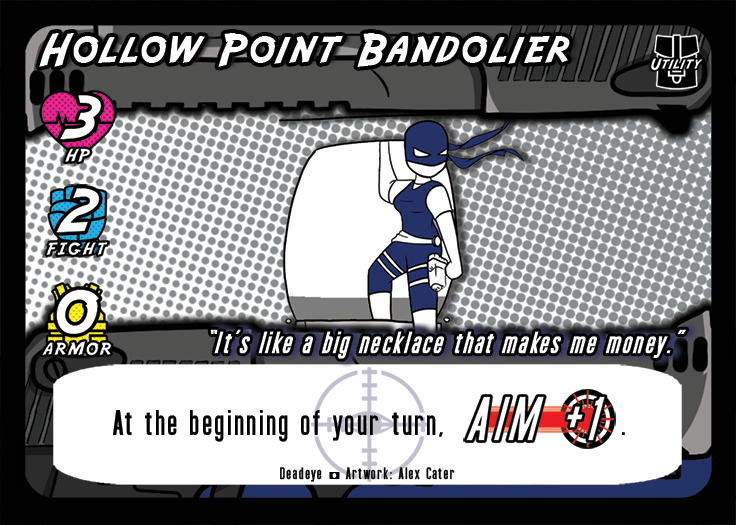 Hollow Point Bandolier
Utility
3
HP
2
Fight
0
Armor
"It's like a big necklace that makes me money."
At the beginning of your turn, AIM +1.
Deadeye Artwork: Alex Cater